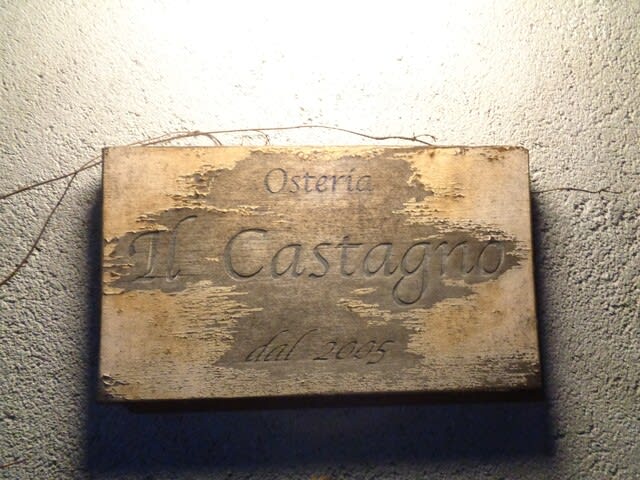 Osteria
Il Castagno
dal 2005